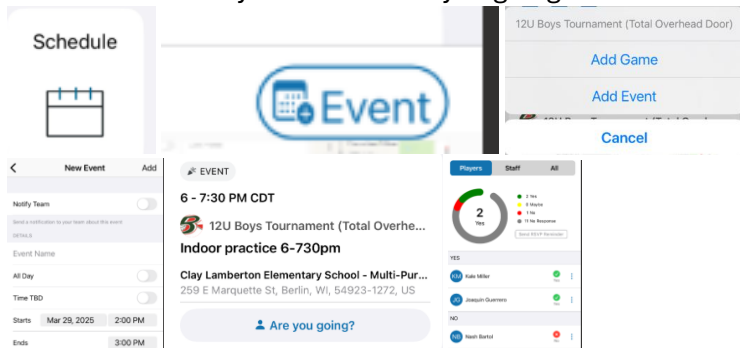 Schedule
Event
12U Boys Tournament (Total Overhead Door)
Add Game
Add Event
Cancel
New Event
Add
Notify Team
Send a notification to your team about this event
DETAILS
Event Name
All Day
Time TBD
Starts Mar 29, 2025 2:00 PM
Ends 3:00 PM
EVENT
6 - 7:30 PM CDT
12U Boys Tournament (Total Overhe...
Indoor practice 6-730pm
Clay Lamberton Elementary School - Multi-Pur...
259 E Marquette St, Berlin, WI, 54923-1272, US
Are you going?
Players Staff All
2
Yes
2 Yes
0 Maybe
1 No
11 No Response
Send RSVP Reminder
YES
KM Kale Miller
Yes
JG Joaquin Guerrero
Yes
NO
NB Nash Bartol
No